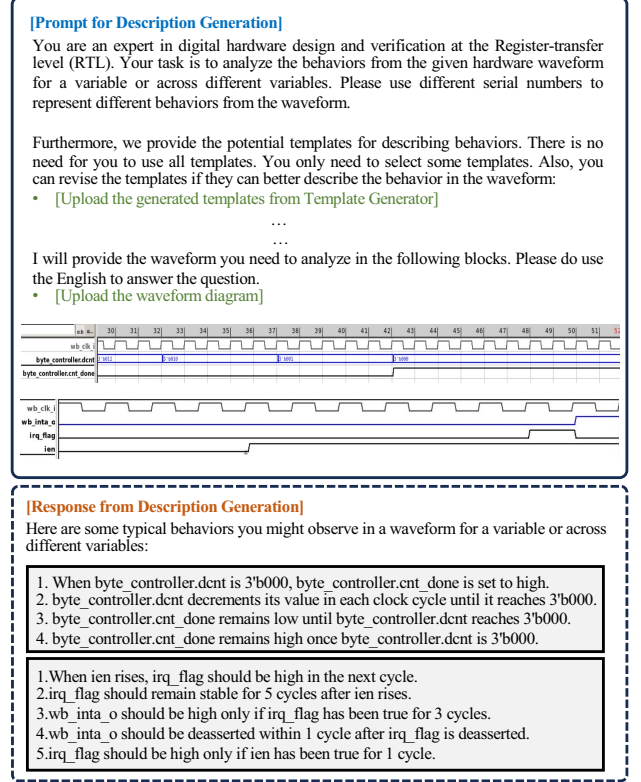 [Prompt for Description Generation]
You are an expert in digital hardware design and verification at the Register-transfer
level (RTL). Your task is to analyze the behaviors from the given hardware waveform
for a variable or across different variables. Please use different serial numbers to
represent different behaviors from the waveform.
Furthermore, we provide the potential templates for describing behaviors. There is no
need for you to use all templates. You only need to select some templates. Also, you
can revise the templates if they can better describe the behavior in the waveform:
• [Upload the generated templates from Template Generator]
…
…
I will provide the waveform you need to analyze in the following blocks. Please do use
the English to answer the question.
• [Upload the waveform diagram]
30 31 32 33 34 35 36 37 38 39 40 41 42 43 44 45 46 47 48 49 50 51
wb_clk_i
byte_controller.dcnt 3'b011 3'b010 3'b001 3'b000
byte_controller.cnt_done
wb_clk_i
wb_inta_o
irq_flag
ien
[Response from Description Generation]
Here are some typical behaviors you might observe in a waveform for a variable or across
different variables:
1. When byte_controller.dcnt is 3'b000, byte_controller.cnt_done is set to high.
2. byte_controller.dcnt decrements its value in each clock cycle until it reaches 3'b000.
3. byte_controller.cnt_done remains low until byte_controller.dcnt reaches 3'b000.
4. byte_controller.cnt_done remains high once byte_controller.dcnt is 3'b000.
1.When ien rises, irq_flag should be high in the next cycle.
2.irq_flag should remain stable for 5 cycles after ien rises.
3.wb_inta_o should be high only if irq_flag has been true for 3 cycles.
4.wb_inta_o should be deasserted within 1 cycle after irq_flag is deasserted.
5.irq_flag should be high only if ien has been true for 1 cycle.